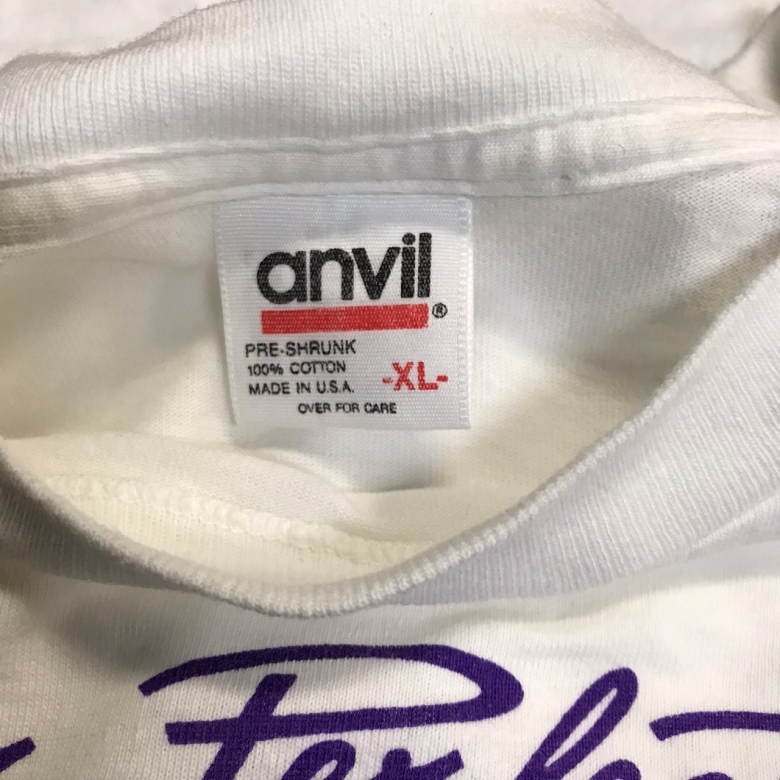 anvil®
PRE-SHRUNK
100% COTTON
MADE IN U.S.A.
-XL-
OVER FOR CARE